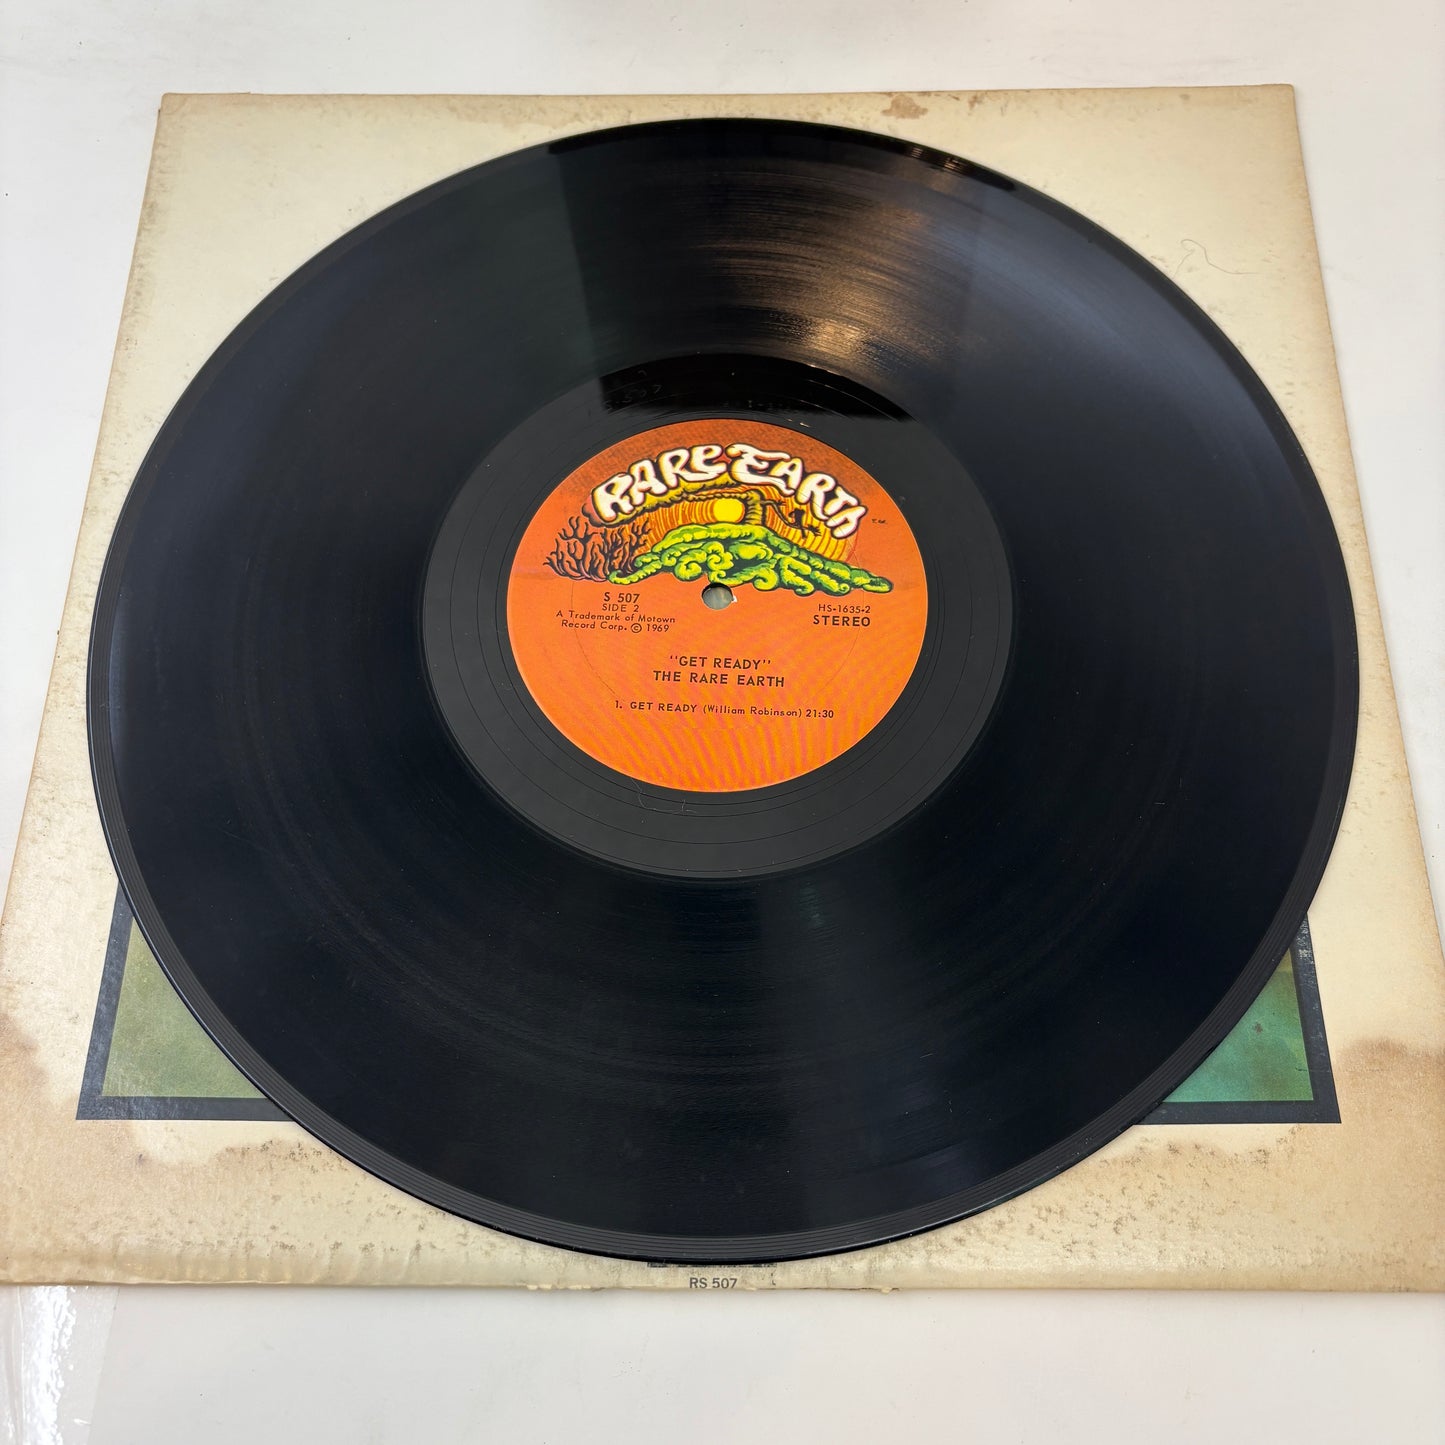 RARE EARTH
S 507
SIDE 2
A Trademark of Motown
Record Corp. © 1969
HS-1635-2
STEREO
"GET READY"
THE RARE EARTH
1. GET READY (William Robinson) 21:30
RS 507